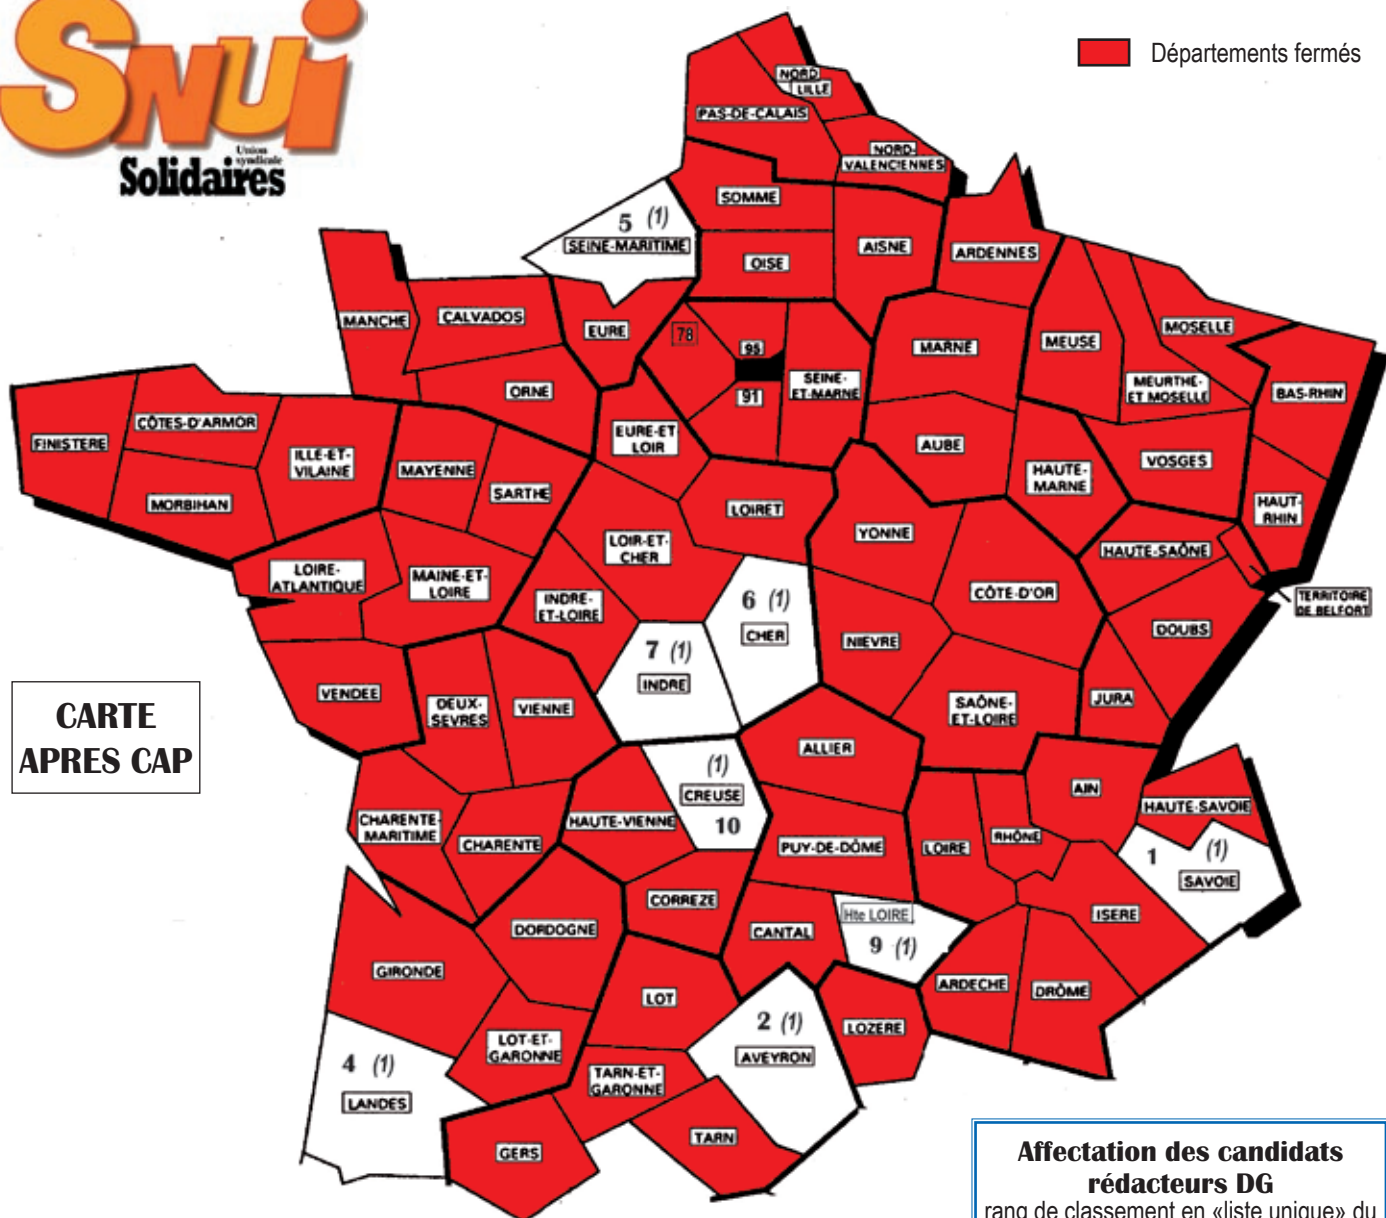 SNUi
Union
syndicale
Solidaires
Départements fermés
NORD
LILLE
PAS-DE-CALAIS
NORD-
VALENCIENNES
SOMME
5 (1)
SEINE-MARITIME
OISE
AISNE
ARDENNES
MANCHE
CALVADOS
EURE
78
95
91
SEINE-
ET-MARNE
MARNE
MEUSE
MOSELLE
MEURTHE-
ET MOSELLE
BAS-RHIN
ORNE
FINISTERE
CÔTES-D'ARMOR
ILLE-ET-
VILAINE
MORBIHAN
MAYENNE
SARTHE
EURE-ET
LOIR
AUBE
HAUTE-
MARNE
VOSGES
HAUT-
RHIN
LOIRET
YONNE
LOIR-ET-
CHER
HAUTE-SAÔNE
LOIRE-
ATLANTIQUE
MAINE-ET-
LOIRE
INDRE-
ET-LOIRE
6 (1)
CHER
CÔTE-D'OR
TERRITOIRE
DE BELFORT
NIEVRE
DOUBS
7 (1)
INDRE
VENDEE
DEUX-
SEVRES
VIENNE
SAÔNE-
ET-LOIRE
JURA
CARTE
APRES CAP
ALLIER
(1)
CREUSE
10
AIN
HAUTE-SAVOIE
CHARENTE-
MARITIME
CHARENTE
HAUTE-VIENNE
PUY-DE-DÔME
LOIRE
RHÔNE
1 (1)
SAVOIE
CORREZE
Hte LOIRE
9 (1)
ISERE
DORDOGNE
CANTAL
GIRONDE
LOT
ARDECHE
DRÔME
LOT-ET-
GARONNE
2 (1)
AVEYRON
LOZERE
4 (1)
LANDES
TARN-ET-
GARONNE
TARN
GERS
Affectation des candidats
rédacteurs DG
rang de classement en «liste unique» du